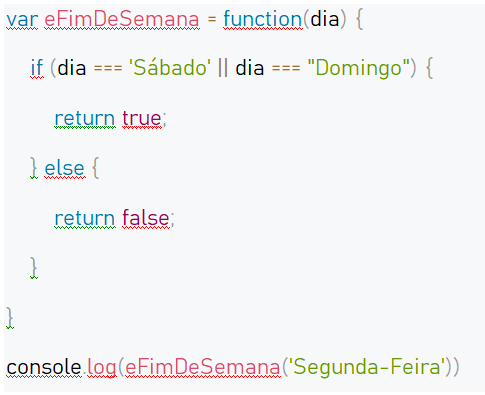 var eFimDeSemana = function(dia) {
if (dia === 'Sábado' || dia === "Domingo") {
return true;
} else {
return false;
}
}
console.log(eFimDeSemana('Segunda-Feira'))